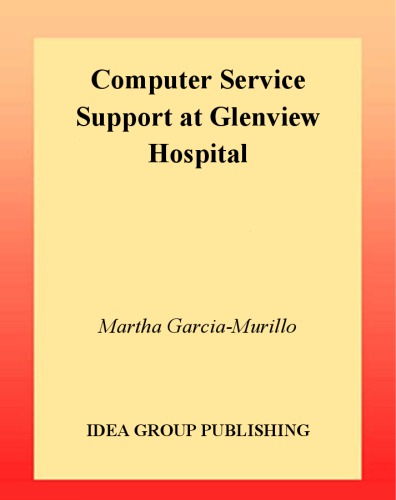 Computer Service
Support at Glenview
Hospital
Martha Garcia-Murillo
IDEA GROUP PUBLISHING